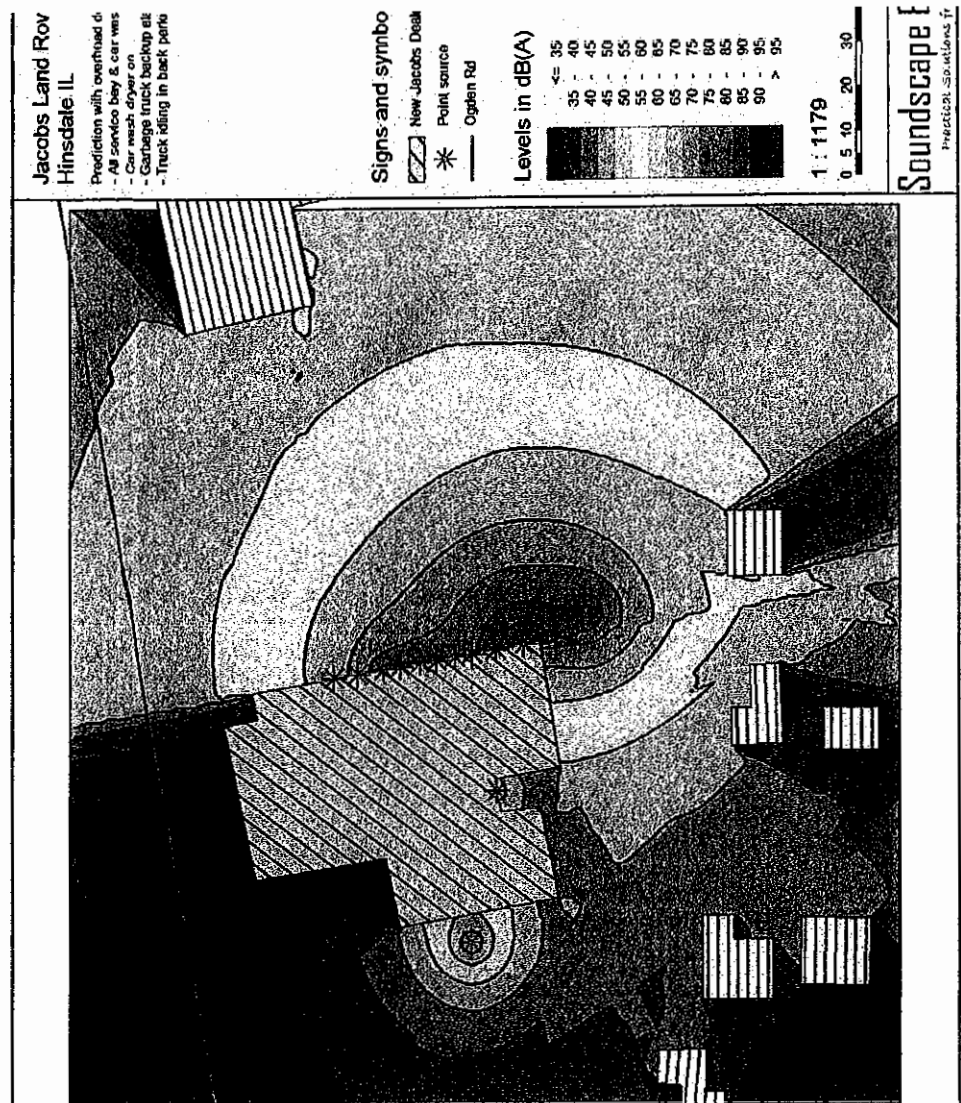 Jacobs Land Rov
Hinsdale IL
Prediction with overhead d
- All service bay & car was
- Car wash dryer on
- Garbage truck backup al
- Truck idling in back park
Signs and symbo
New Jacobs Deal
Point source
Ogden Rd
Levels in dB(A)
<= 35
35 - 40
40 - 45
45 - 50
50 - 55
55 - 60
60 - 65
65 - 70
70 - 75
75 - 80
80 - 85
85 - 90
90 - 95
> 95
1 : 1179
0 5 10 20 30
Soundscape
Practical solutions fr